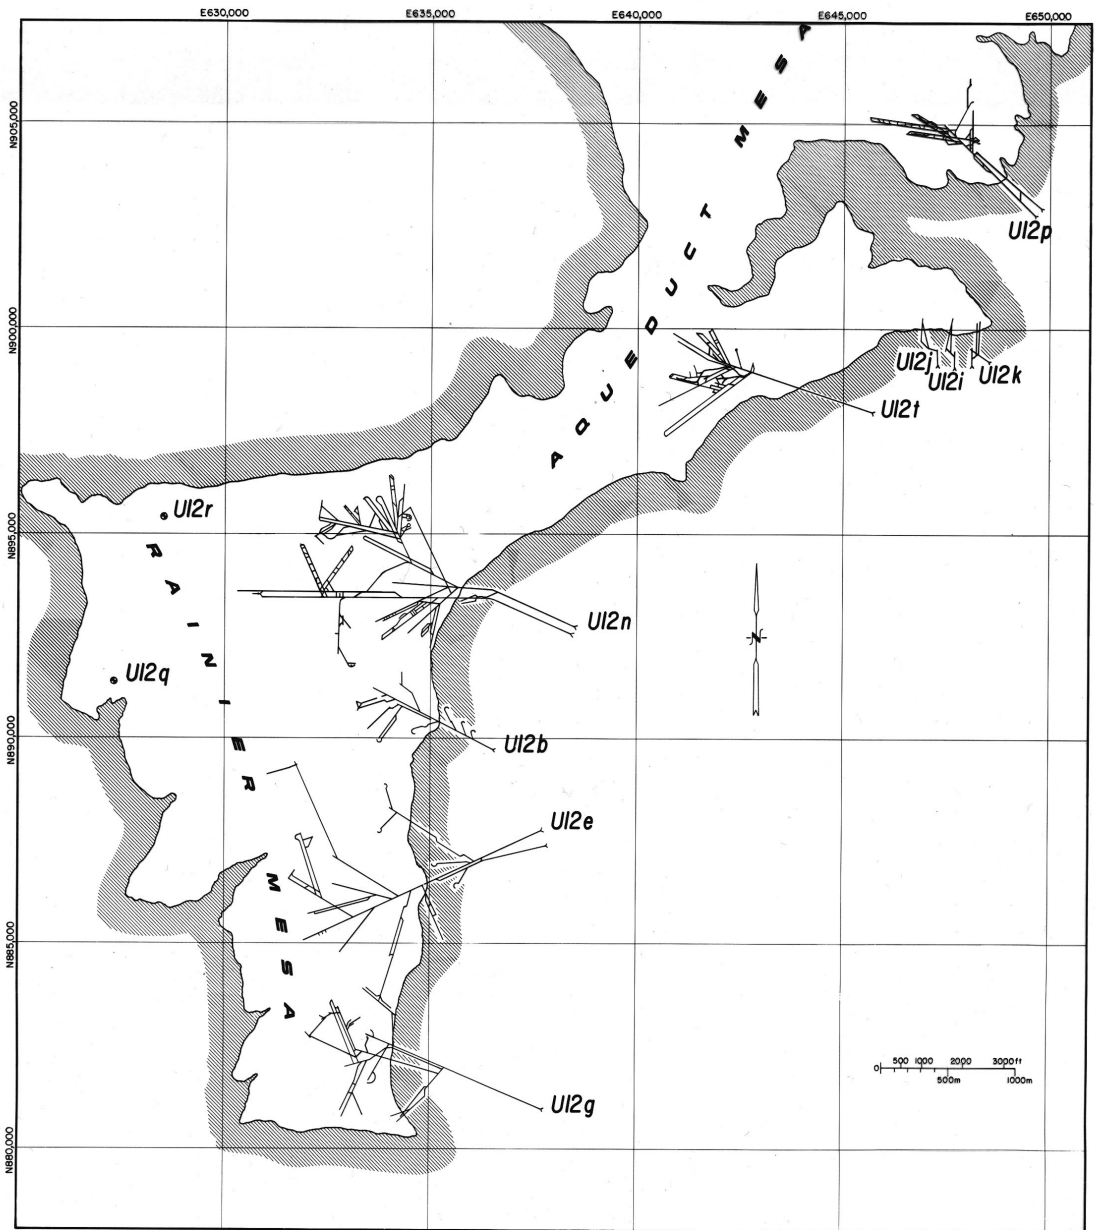 E630,000 E635,000 E640,000 E645,000 E650,000
N905,000
N900,000
N895,000
N890,000
N885,000
N880,000
AQUEDUCT MESA
RAINIER MESA
U12p
U12j
U12i
U12k
U12t
U12r
U12n
U12q
U12b
U12e
U12g
N
0 500 1000 2000 3000ft
500m 1000m